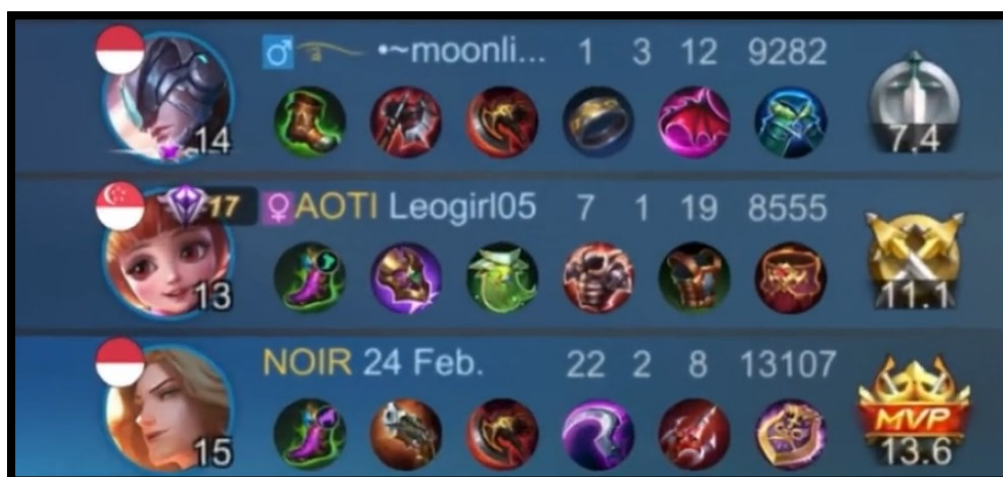 •~moonli... 1 3 12 9282
14 7.4
17 AOTI Leogirl05 7 1 19 8555
13 11.1
NOIR 24 Feb. 22 2 8 13107
MVP
15 13.6